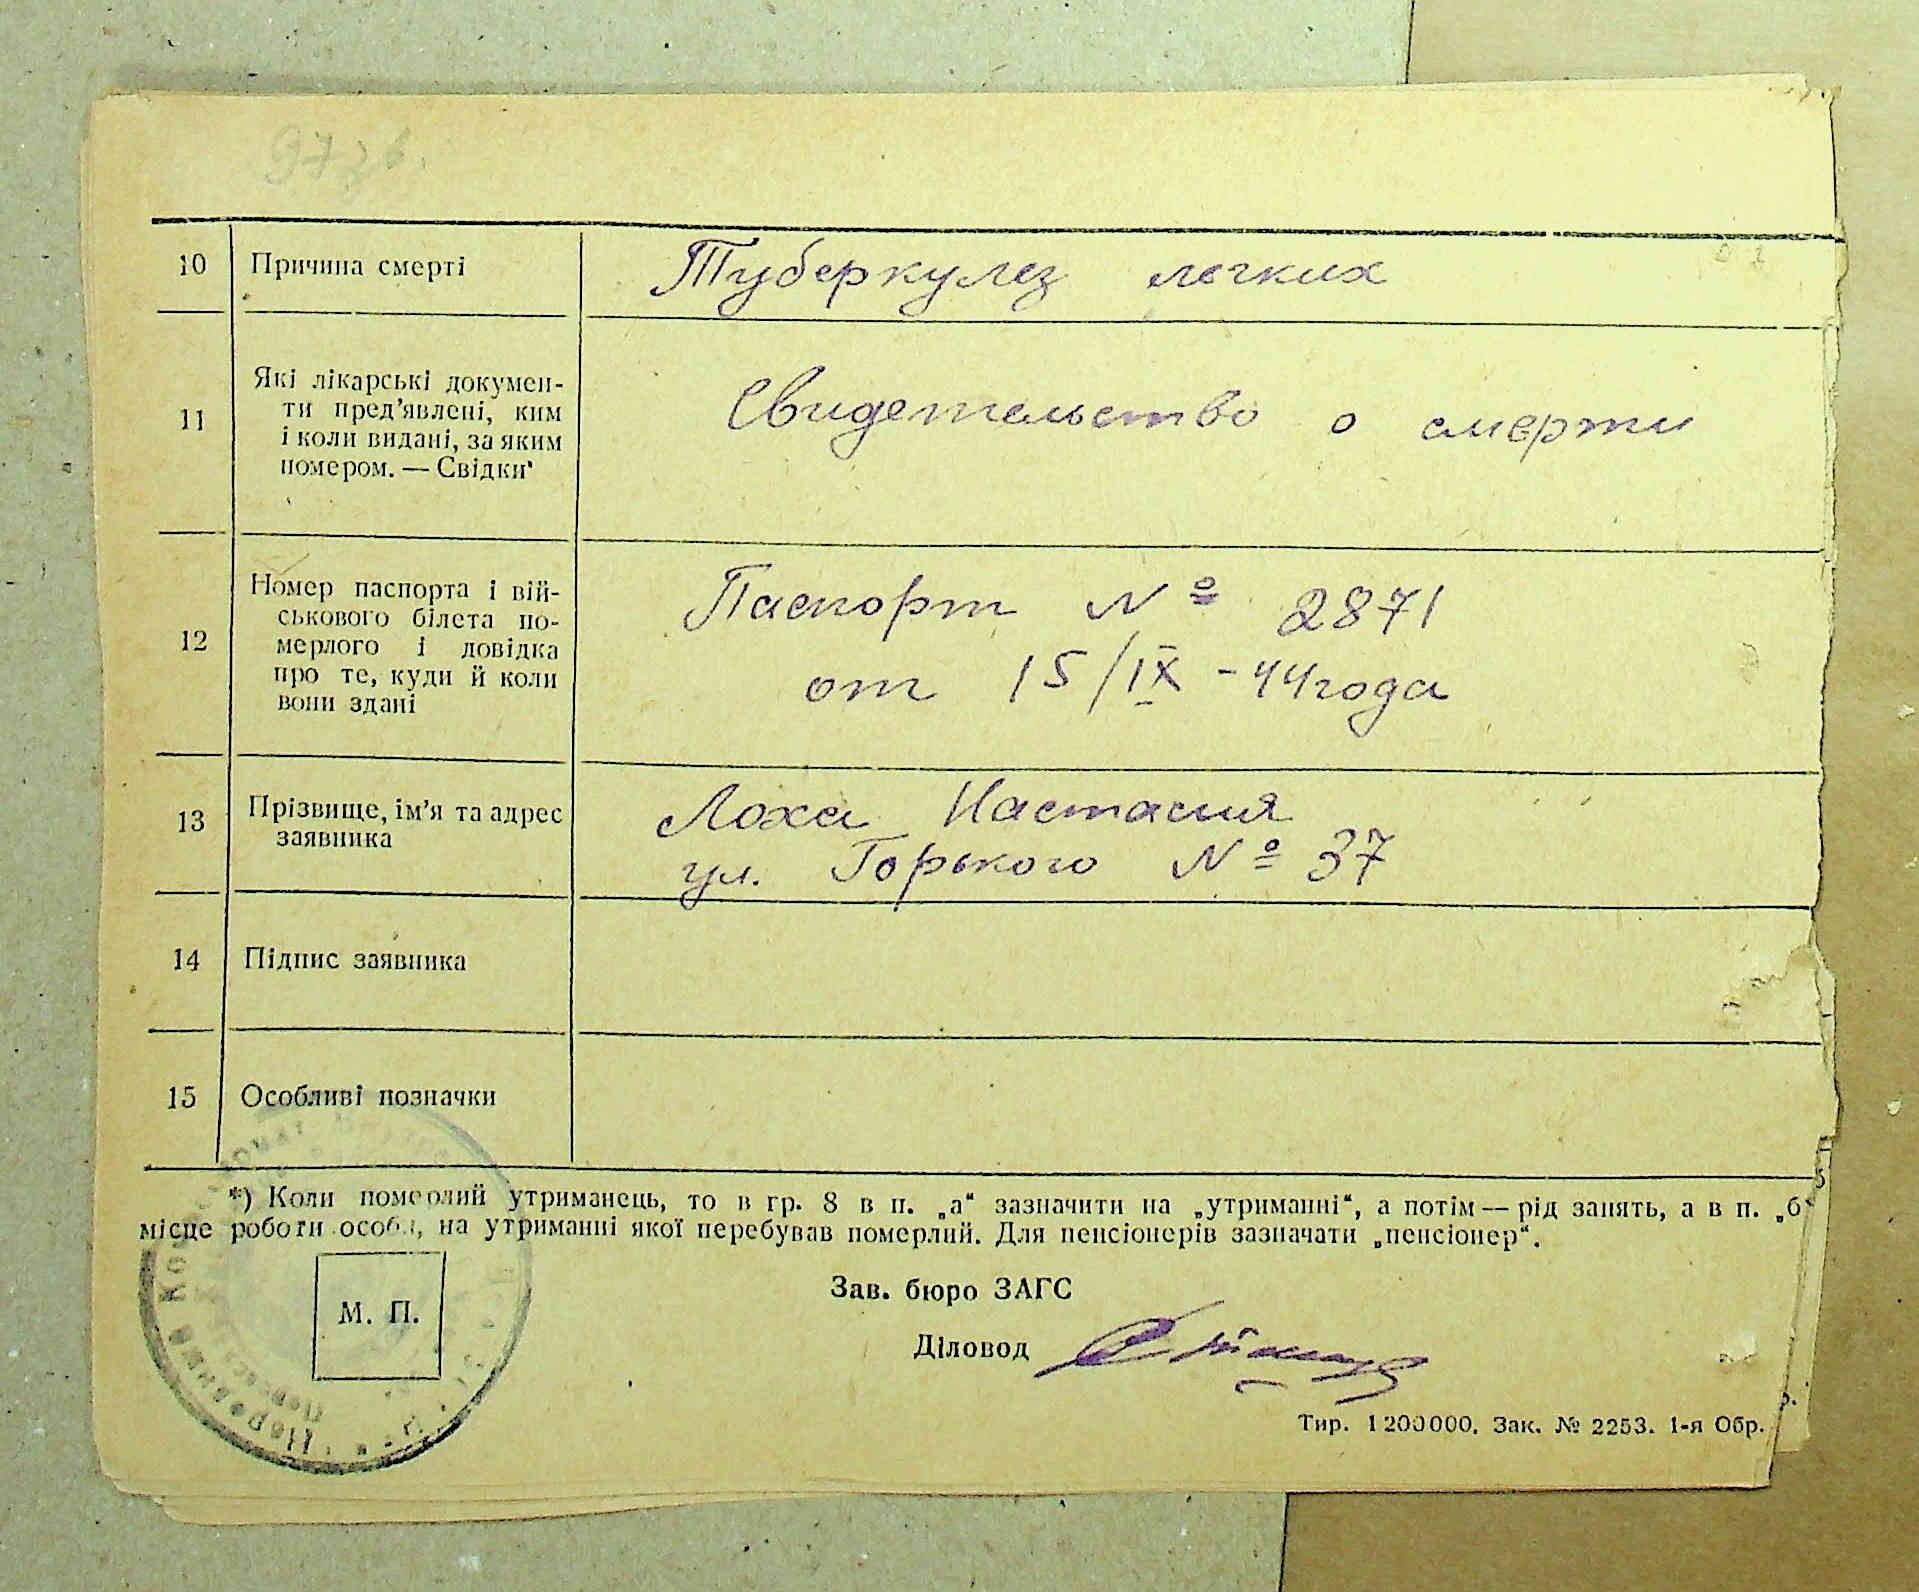 10 Причина смерті Туберкулез легких
11 Які лікарські докумен-
ти пред'явлені, ким
і коли видані, за яким
номером. — Свідки
Свидетельство о смерти
12 Номер паспорта і вій-
ськового білета по-
мерлого і довідка
про те, куди й коли
вони здані
Паспорт № 2871
от 15/IX -44 года
13 Прізвище, ім'я та адрес
заявника
Лоха Настасия
ул. Горького № 37
14 Підпис заявника
15 Особливі позначки
*) Коли померлий утриманець, то в гр. 8 в п. „а“ зазначити на „утриманні“, а потім — рід занять, а в п. „б“
місце роботи особи, на утриманні якої перебував померлий. Для пенсіонерів зазначати „пенсіонер“.
Зав. бюро ЗАГС
М. П.
Діловод
Тир. 1200000. Зак. № 2253. 1-я Обр.